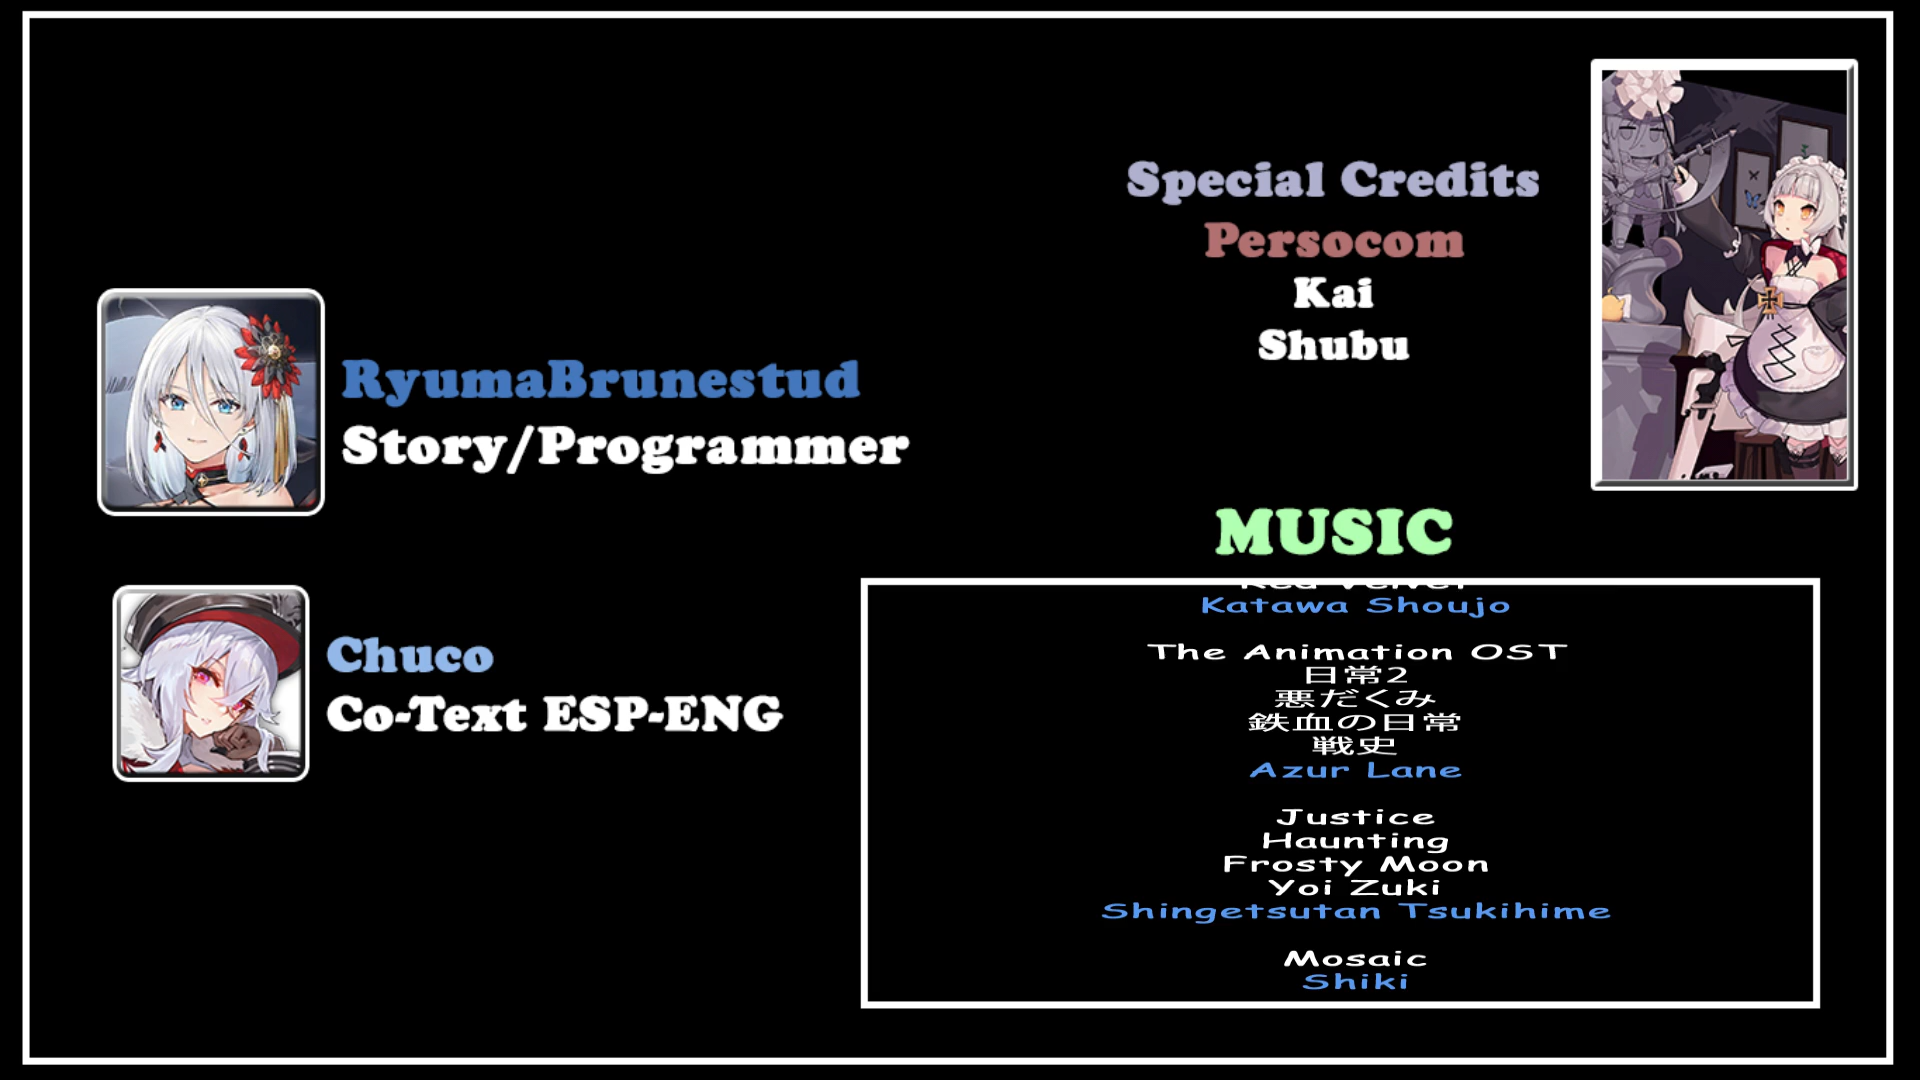 RyumaBrunestud
Story/Programmer
Chuco
Co-Text ESP-ENG
Special Credits
Persocom
Kai
Shubu
MUSIC
Red Velvet
Katawa Shoujo
The Animation OST
日常2
悪だくみ
鉄血の日常
戦史
Azur Lane
Justice
Haunting
Frosty Moon
Yoi Zuki
Shingetsutan Tsukihime
Mosaic
Shiki